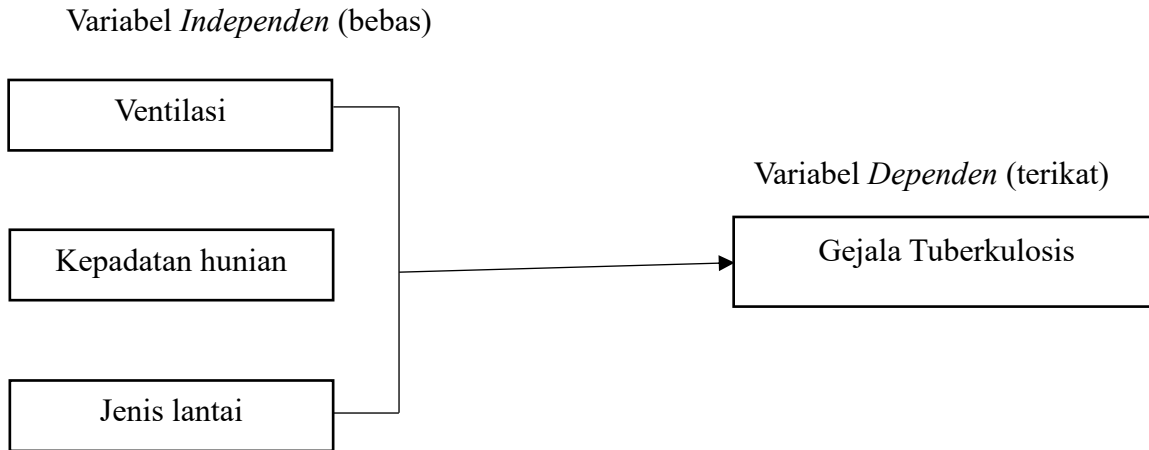 Variabel Independen (bebas)
Ventilasi
Kepadatan hunian
Jenis lantai
Variabel Dependen (terikat)
Gejala Tuberkulosis